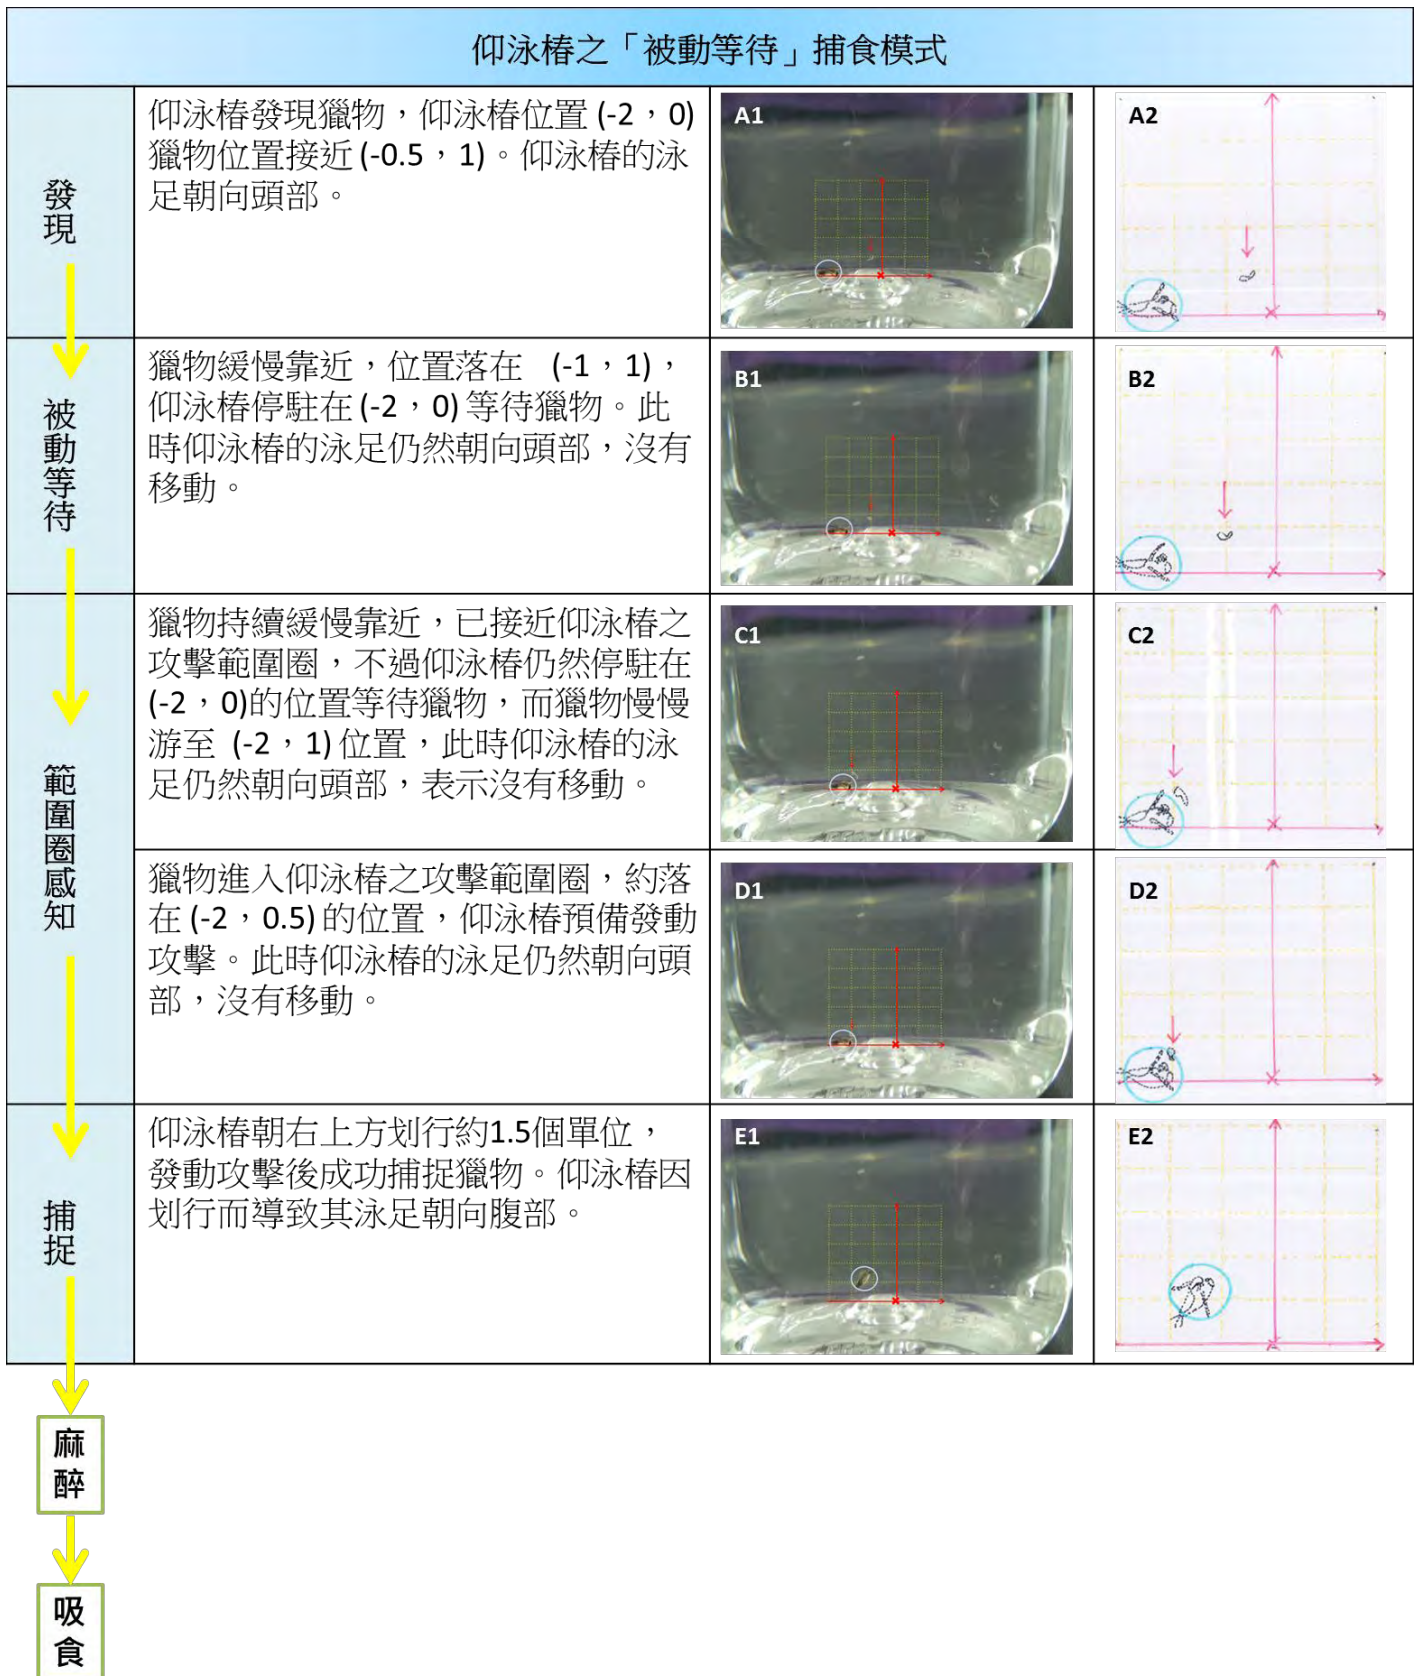 仰泳椿之「被動等待」捕食模式
發現
仰泳椿發現獵物，仰泳椿位置 (-2，0)
獵物位置接近 (-0.5，1)。仰泳椿的泳
足朝向頭部。
A1
A2
被動等待
獵物緩慢靠近，位置落在 (-1，1)，
仰泳椿停駐在 (-2，0) 等待獵物。此
時仰泳椿的泳足仍然朝向頭部，沒有
移動。
B1
B2
範圍圈感知
獵物持續緩慢靠近，已接近仰泳椿之
攻擊範圍圈，不過仰泳椿仍然停駐在
(-2，0)的位置等待獵物，而獵物慢慢
游至 (-2，1) 位置，此時仰泳椿的泳
足仍然朝向頭部，表示沒有移動。
C1
C2
獵物進入仰泳椿之攻擊範圍圈，約落
在 (-2，0.5) 的位置，仰泳椿預備發動
攻擊。此時仰泳椿的泳足仍然朝向頭
部，沒有移動。
D1
D2
捕捉
仰泳椿朝右上方划行約1.5個單位，
發動攻擊後成功捕捉獵物。仰泳椿因
划行而導致其泳足朝向腹部。
E1
E2
麻醉
吸食